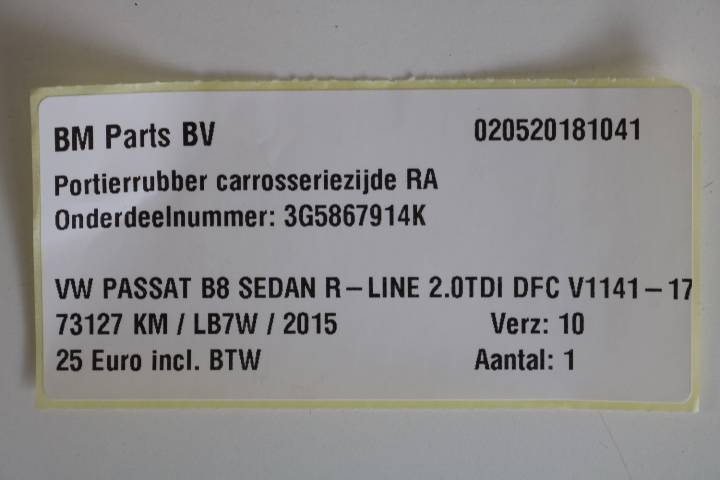 BM Parts BV 020520181041
Portierrubber carrosseriezijde RA
Onderdeelnummer: 3G5867914K
VW PASSAT B8 SEDAN R-LINE 2.0TDI DFC V1141-17
73127 KM / LB7W / 2015 Verz: 10
25 Euro incl. BTW Aantal: 1